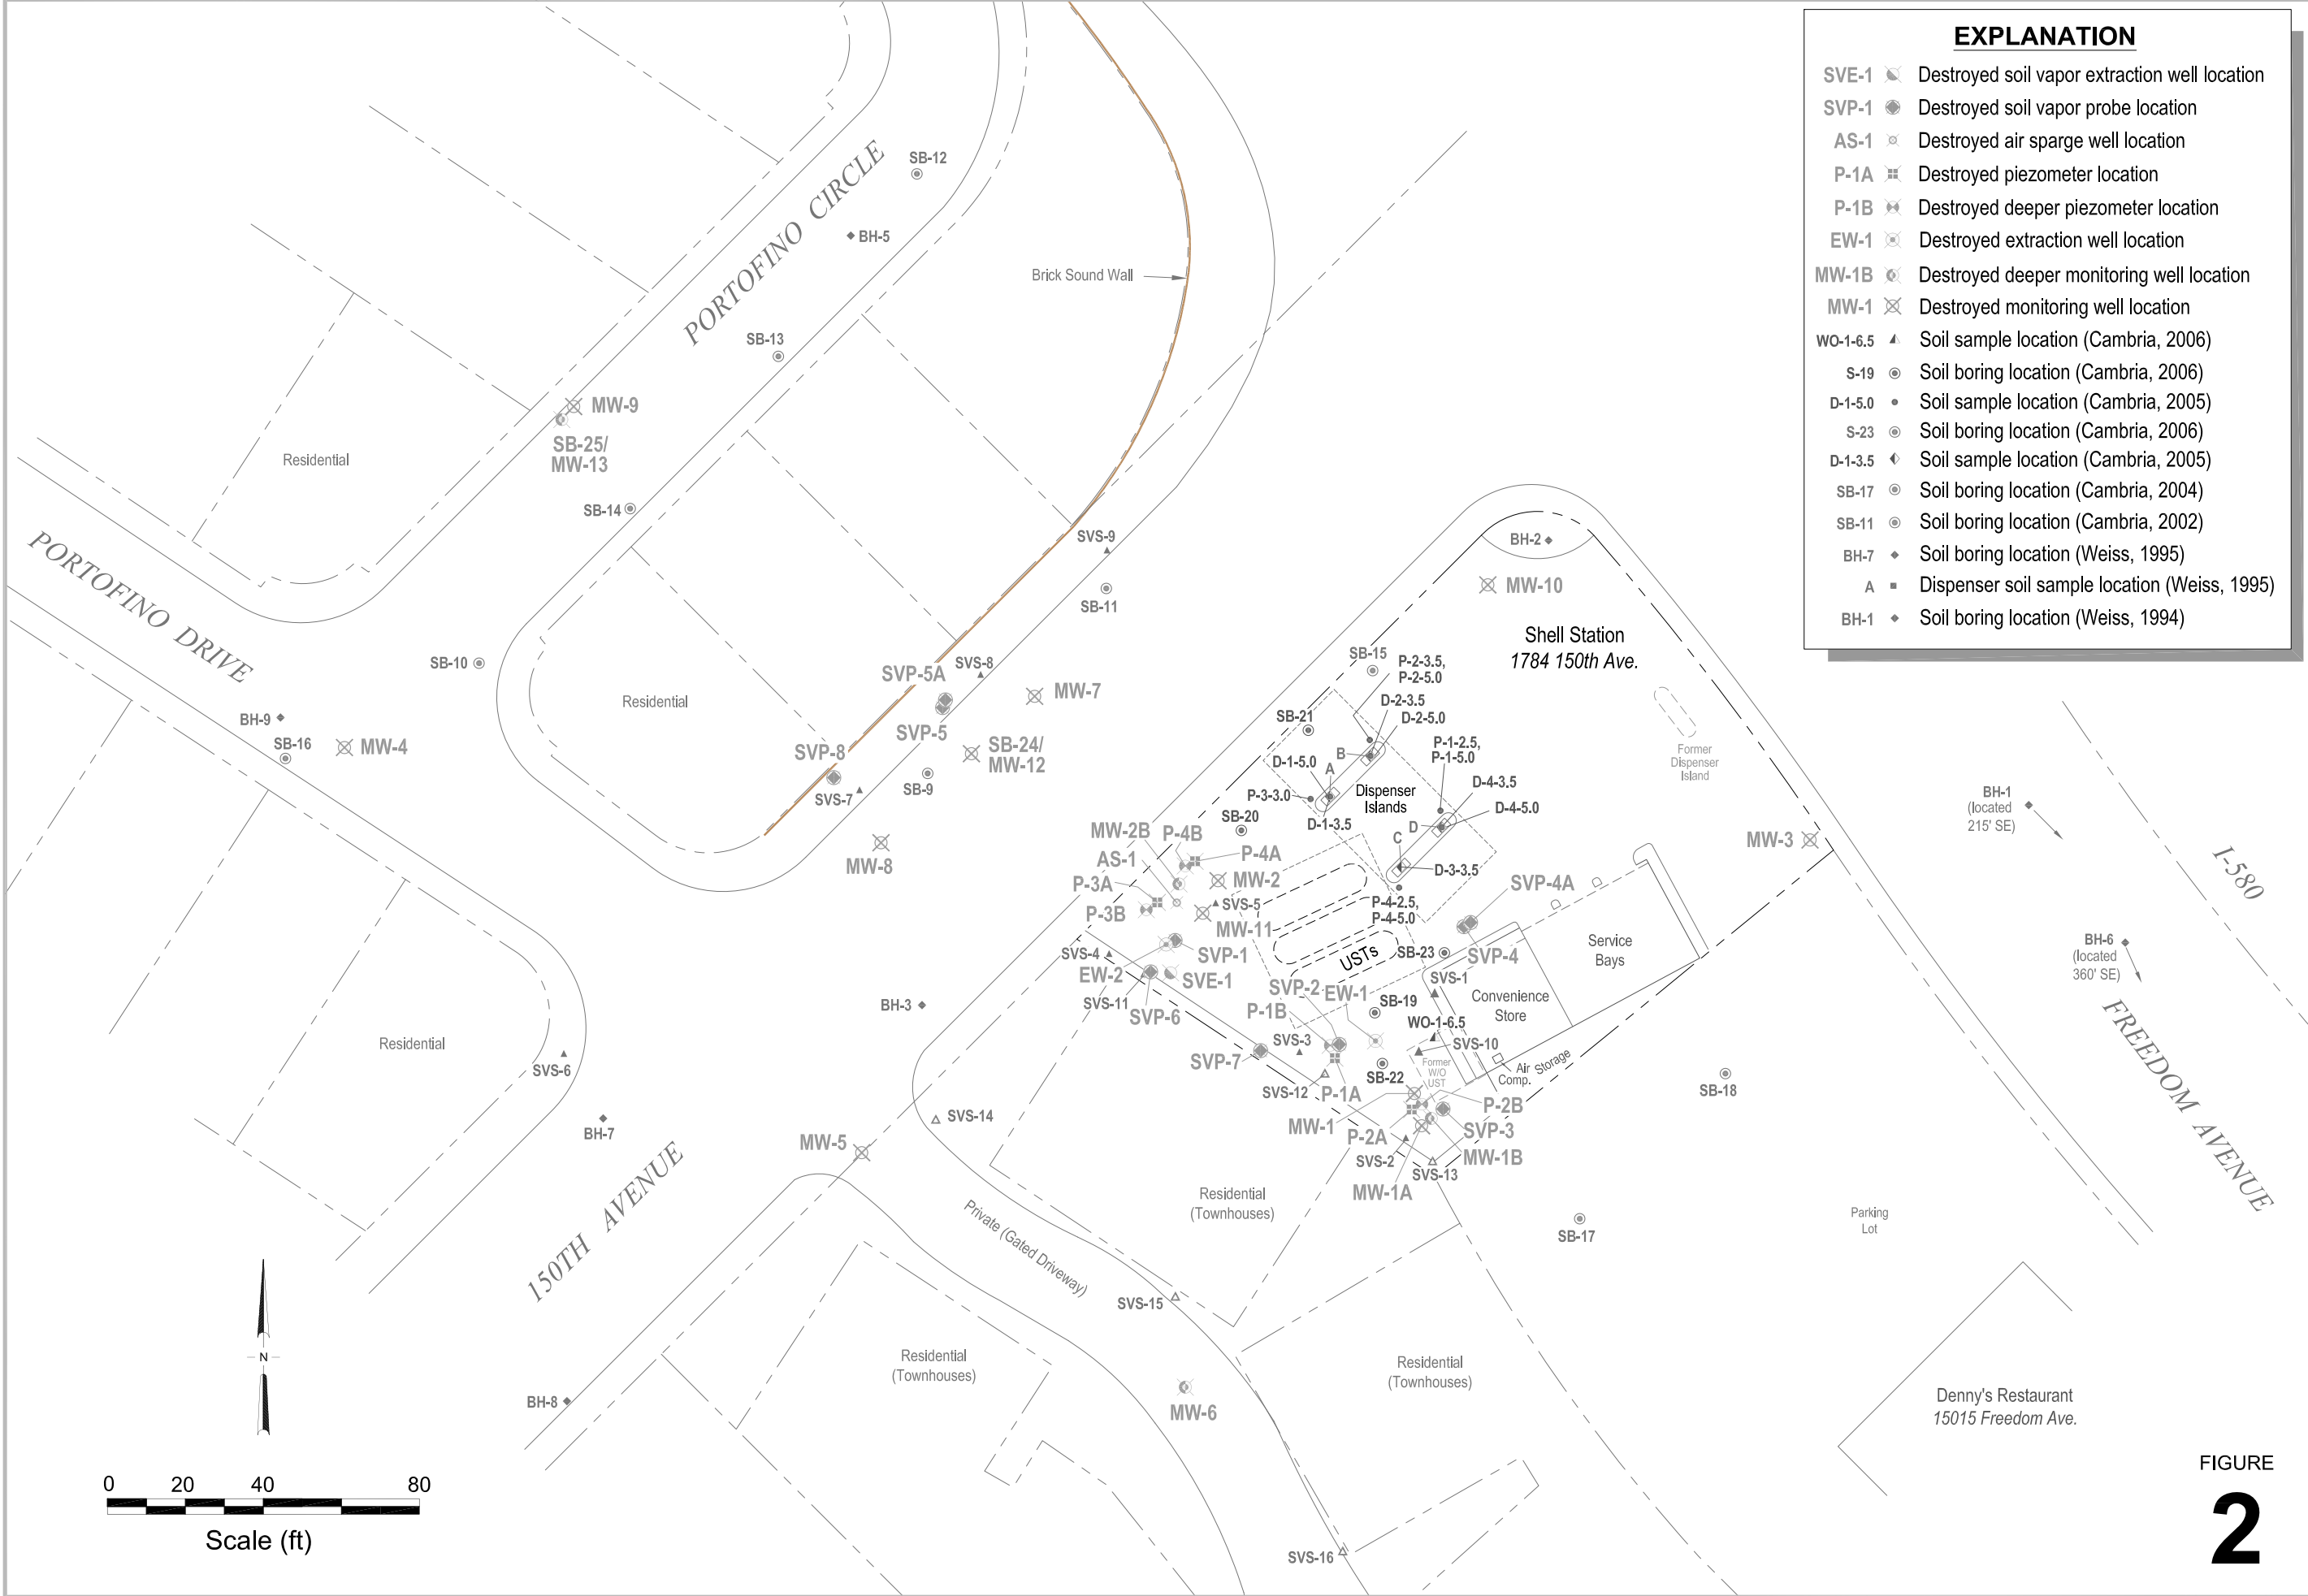 EXPLANATION
SVE-1 Destroyed soil vapor extraction well location
SVP-1 Destroyed soil vapor probe location
AS-1 Destroyed air sparge well location
P-1A Destroyed piezometer location
P-1B Destroyed deeper piezometer location
EW-1 Destroyed extraction well location
MW-1B Destroyed deeper monitoring well location
MW-1 Destroyed monitoring well location
WO-1-6.5 Soil sample location (Cambria, 2006)
S-19 Soil boring location (Cambria, 2006)
D-1-5.0 Soil sample location (Cambria, 2005)
S-23 Soil boring location (Cambria, 2006)
D-1-3.5 Soil sample location (Cambria, 2005)
SB-17 Soil boring location (Cambria, 2004)
SB-11 Soil boring location (Cambria, 2002)
BH-7 Soil boring location (Weiss, 1995)
A Dispenser soil sample location (Weiss, 1995)
BH-1 Soil boring location (Weiss, 1994)
SB-12
PORTOFINO CIRCLE
BH-5
Brick Sound Wall
SB-13
MW-9
SB-25/
MW-13
Residential
SB-14
PORTOFINO DRIVE
SVS-9
BH-2
MW-10
SB-11
Shell Station
1784 150th Ave.
SB-10
SVP-5A
SVS-8
SB-15
P-2-3.5,
P-2-5.0
Residential
MW-7
D-2-3.5
BH-9
SB-21
D-2-5.0
SVP-5
SB-16
MW-4
SVP-8
SB-24/
MW-12
B
P-1-2.5,
P-1-5.0
Former
Dispenser
Island
D-1-5.0
A
SVS-7
SB-9
P-3-3.0
Dispenser
Islands
D-4-3.5
D-4-5.0
BH-1
(located
215' SE)
SB-20
D-1-3.5
D
C
MW-2B
P-4B
MW-3
AS-1
P-4A
MW-8
D-3-3.5
I-580
P-3A
MW-2
SVP-4A
SVS-5
P-4-2.5,
P-4-5.0
P-3B
MW-11
Service
Bays
BH-6
(located
360' SE)
SVS-4
SVP-1
USTs
SB-23
SVP-4
EW-2
SVE-1
SVS-1
SVP-2
EW-1
SVS-11
BH-3
SB-19
Convenience
Store
SVP-6
P-1B
WO-1-6.5
FREEDOM AVENUE
Residential
SVS-3
SVS-10
SVP-7
Former
W/O
UST
SVS-6
SB-22
Air
Comp.
Storage
SVS-12
P-1A
SB-18
SVS-14
P-2B
BH-7
MW-1
SVP-3
MW-5
P-2A
SVS-2
MW-1B
SVS-13
MW-1A
150TH AVENUE
Residential
(Townhouses)
Private (Gated Driveway)
SB-17
Parking
Lot
SVS-15
N
Residential
(Townhouses)
Residential
(Townhouses)
BH-8
MW-6
Denny's Restaurant
15015 Freedom Ave.
0 20 40 80
Scale (ft)
SVS-16
FIGURE
2